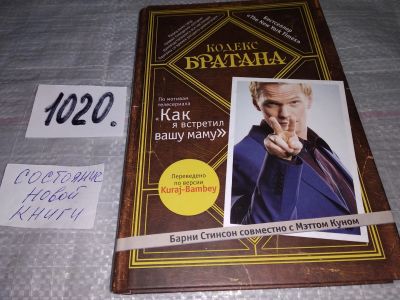 Бестселлер
«The New York Times»
КОДЕКС
БРАТАНА
По мотивам
телесериала
«Как
я встретил
вашу маму»
Переведено
по версии
Kuraj-Bambey
Барни Стинсон совместно с Мэттом Куном
1020.
СОСТОЯНИЕ
НОВОЙ
КНИГИ